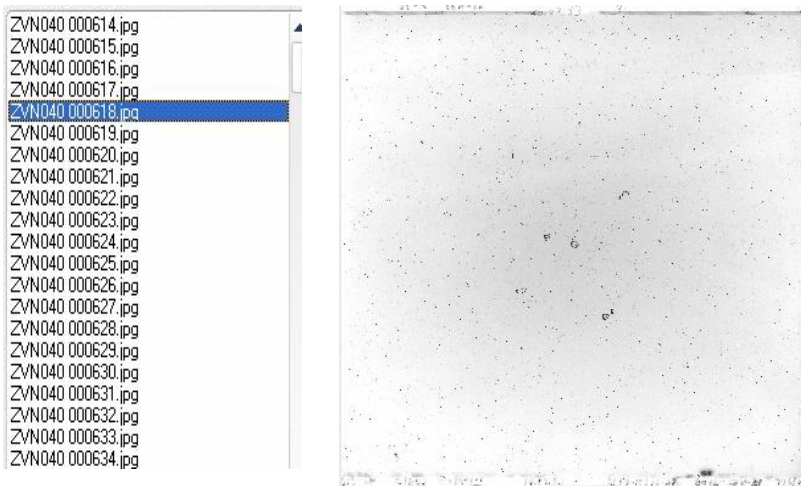 ZVN040 000614.jpg
ZVN040 000615.jpg
ZVN040 000616.jpg
ZVN040 000617.jpg
ZVN040 000618.jpg
ZVN040 000619.jpg
ZVN040 000620.jpg
ZVN040 000621.jpg
ZVN040 000622.jpg
ZVN040 000623.jpg
ZVN040 000624.jpg
ZVN040 000625.jpg
ZVN040 000626.jpg
ZVN040 000627.jpg
ZVN040 000628.jpg
ZVN040 000629.jpg
ZVN040 000630.jpg
ZVN040 000631.jpg
ZVN040 000632.jpg
ZVN040 000633.jpg
ZVN040 000634.jpg